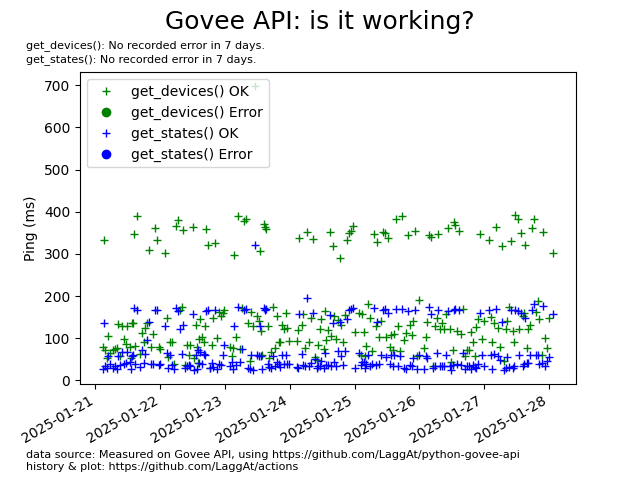 Govee API: is it working?
get_devices(): No recorded error in 7 days.
get_states(): No recorded error in 7 days.
get_devices() OK
get_devices() Error
get_states() OK
get_states() Error
Ping (ms)
700
600
500
400
300
200
100
0
2025-01-21
2025-01-22
2025-01-23
2025-01-24
2025-01-25
2025-01-26
2025-01-27
2025-01-28
data source: Measured on Govee API, using https://github.com/LaggAt/python-govee-api
history & plot: https://github.com/LaggAt/actions